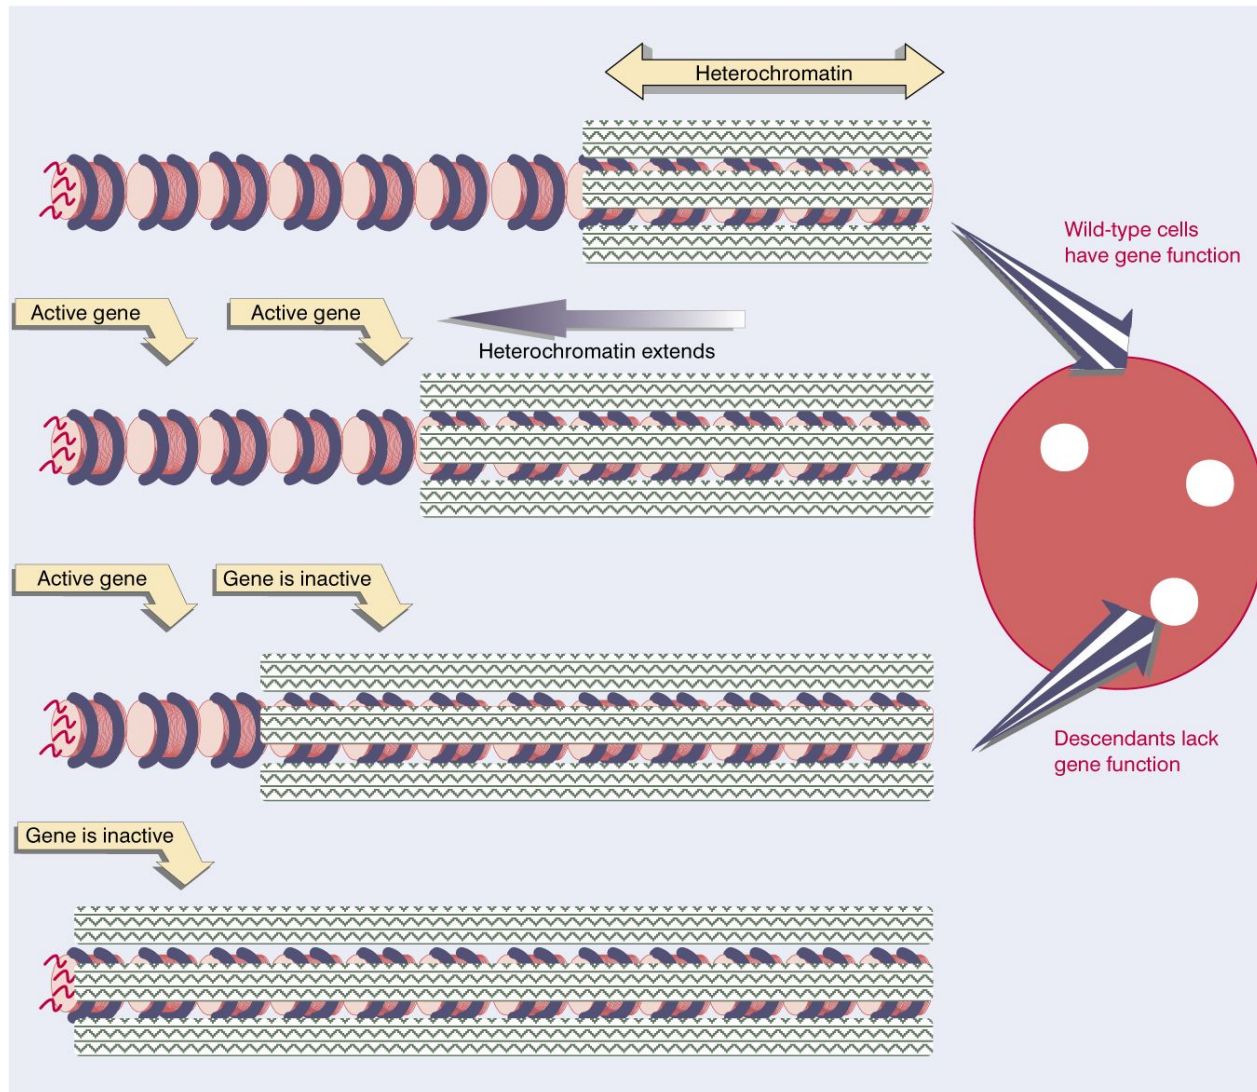 Heterochromatin
Wild-type cells
have gene function
Active gene
Active gene
Heterochromatin extends
Active gene
Gene is inactive
Descendants lack
gene function
Gene is inactive